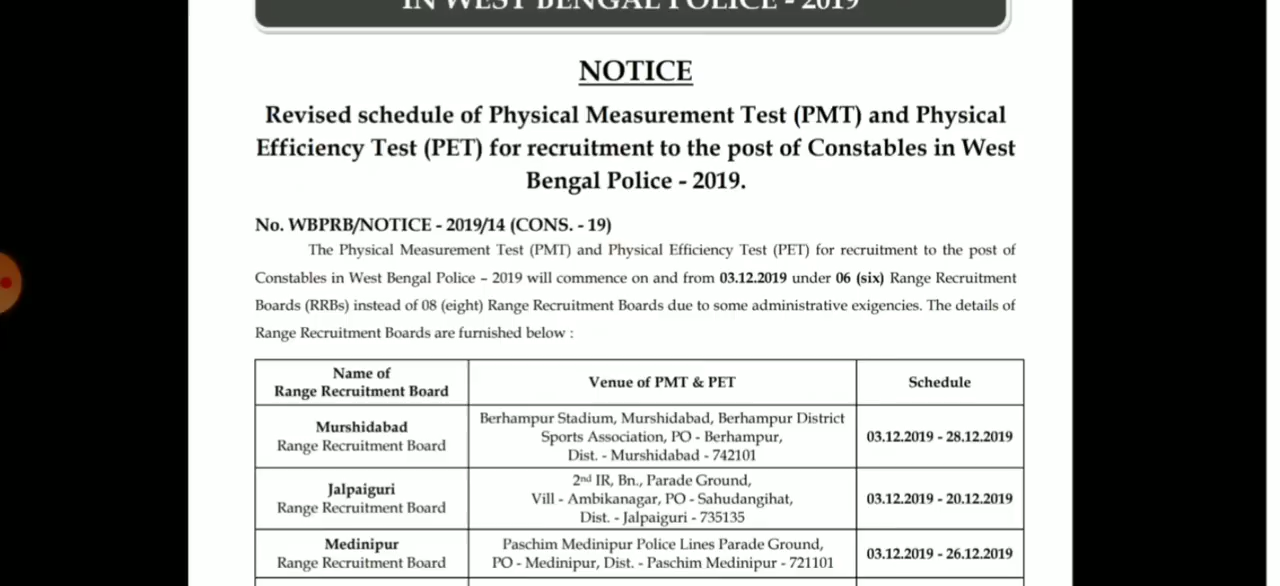 IN WEST BENGAL POLICE - 2019
NOTICE
Revised schedule of Physical Measurement Test (PMT) and Physical
Efficiency Test (PET) for recruitment to the post of Constables in West
Bengal Police - 2019.
No. WBPRB/NOTICE - 2019/14 (CONS. - 19)
The Physical Measurement Test (PMT) and Physical Efficiency Test (PET) for recruitment to the post of
Constables in West Bengal Police – 2019 will commence on and from 03.12.2019 under 06 (six) Range Recruitment
Boards (RRBs) instead of 08 (eight) Range Recruitment Boards due to some administrative exigencies. The details of
Range Recruitment Boards are furnished below :
Name of
Range Recruitment Board
Venue of PMT & PET
Schedule
Murshidabad
Range Recruitment Board
Berhampur Stadium, Murshidabad, Berhampur District
Sports Association, PO - Berhampur,
Dist. - Murshidabad - 742101
03.12.2019 - 28.12.2019
Jalpaiguri
Range Recruitment Board
2nd IR, Bn., Parade Ground,
Vill - Ambikanagar, PO - Sahudangihat,
Dist. - Jalpaiguri - 735135
03.12.2019 - 20.12.2019
Medinipur
Range Recruitment Board
Paschim Medinipur Police Lines Parade Ground,
PO - Medinipur, Dist. - Paschim Medinipur - 721101
03.12.2019 - 26.12.2019